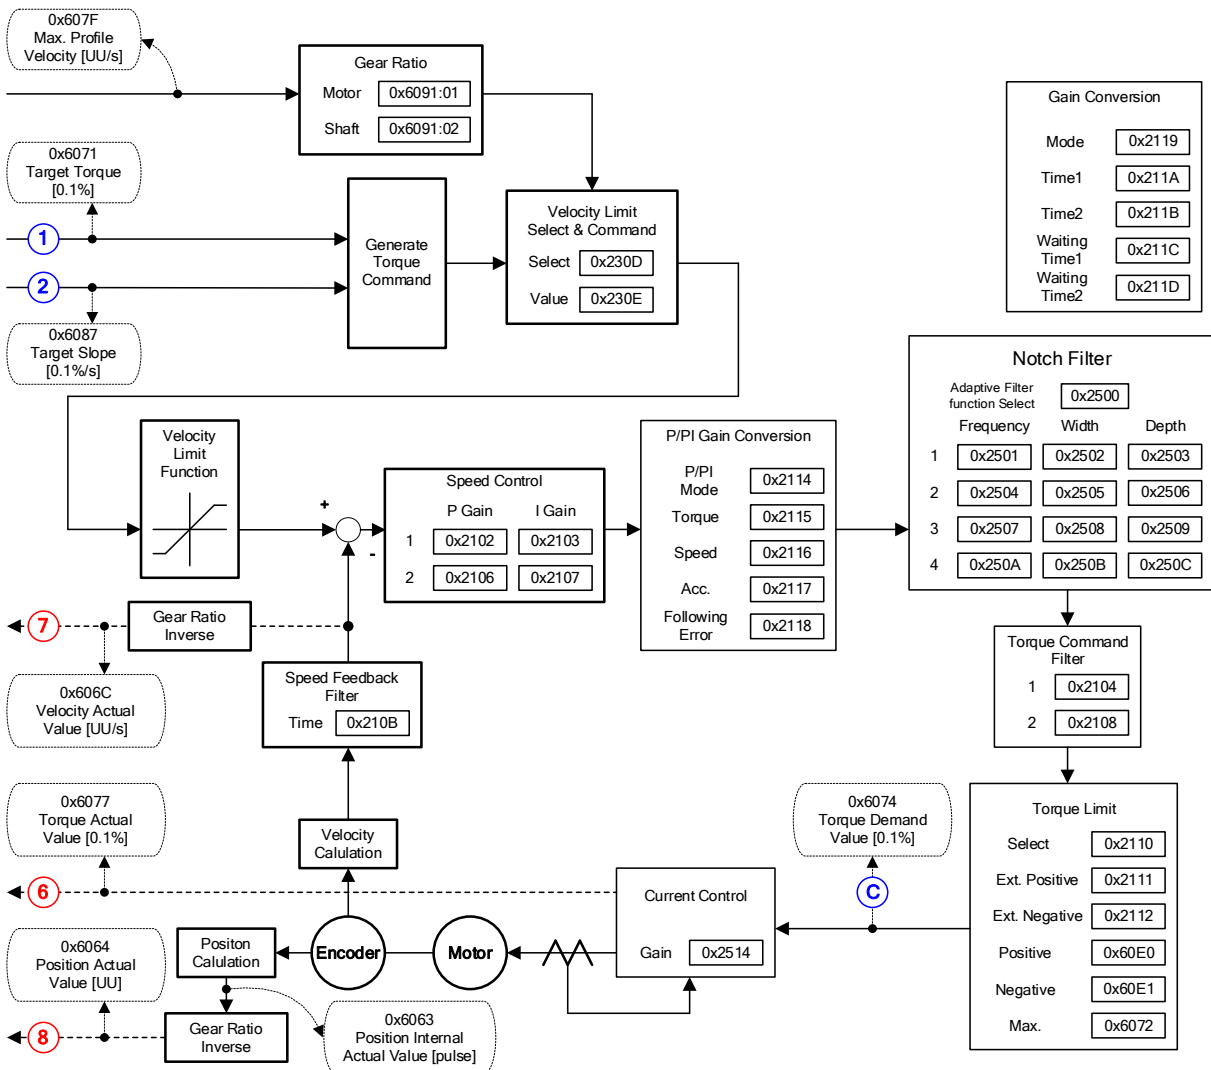 0x607F
Max. Profile
Velocity [UU/s]
Gear Ratio
Motor 0x6091:01
Shaft 0x6091:02
Gain Conversion
Mode 0x2119
Time1 0x211A
Time2 0x211B
Waiting
Time1 0x211C
Waiting
Time2 0x211D
0x6071
Target Torque
[0.1%]
1
2
0x6087
Target Slope
[0.1%/s]
Generate
Torque
Command
Velocity Limit
Select & Command
Select 0x230D
Value 0x230E
Notch Filter
Adaptive Filter
function Select 0x2500
Frequency Width Depth
1 0x2501 0x2502 0x2503
2 0x2504 0x2505 0x2506
3 0x2507 0x2508 0x2509
4 0x250A 0x250B 0x250C
Velocity
Limit
Function
+
-
Speed Control
P Gain I Gain
1 0x2102 0x2103
2 0x2106 0x2107
P/PI Gain Conversion
P/PI
Mode 0x2114
Torque 0x2115
Speed 0x2116
Acc. 0x2117
Following
Error 0x2118
7
Gear Ratio
Inverse
0x606C
Velocity Actual
Value [UU/s]
Speed Feedback
Filter
Time 0x210B
Torque Command
Filter
1 0x2104
2 0x2108
0x6077
Torque Actual
Value [0.1%]
Velocity
Calulation
0x6074
Torque Demand
Value [0.1%]
Torque Limit
Select 0x2110
Ext. Positive 0x2111
Ext. Negative 0x2112
Positive 0x60E0
Negative 0x60E1
Max. 0x6072
6
C
Current Control
Gain 0x2514
0x6064
Position Actual
Value [UU]
Positon
Calulation
Encoder
Motor
8
Gear Ratio
Inverse
0x6063
Position Internal
Actual Value [pulse]